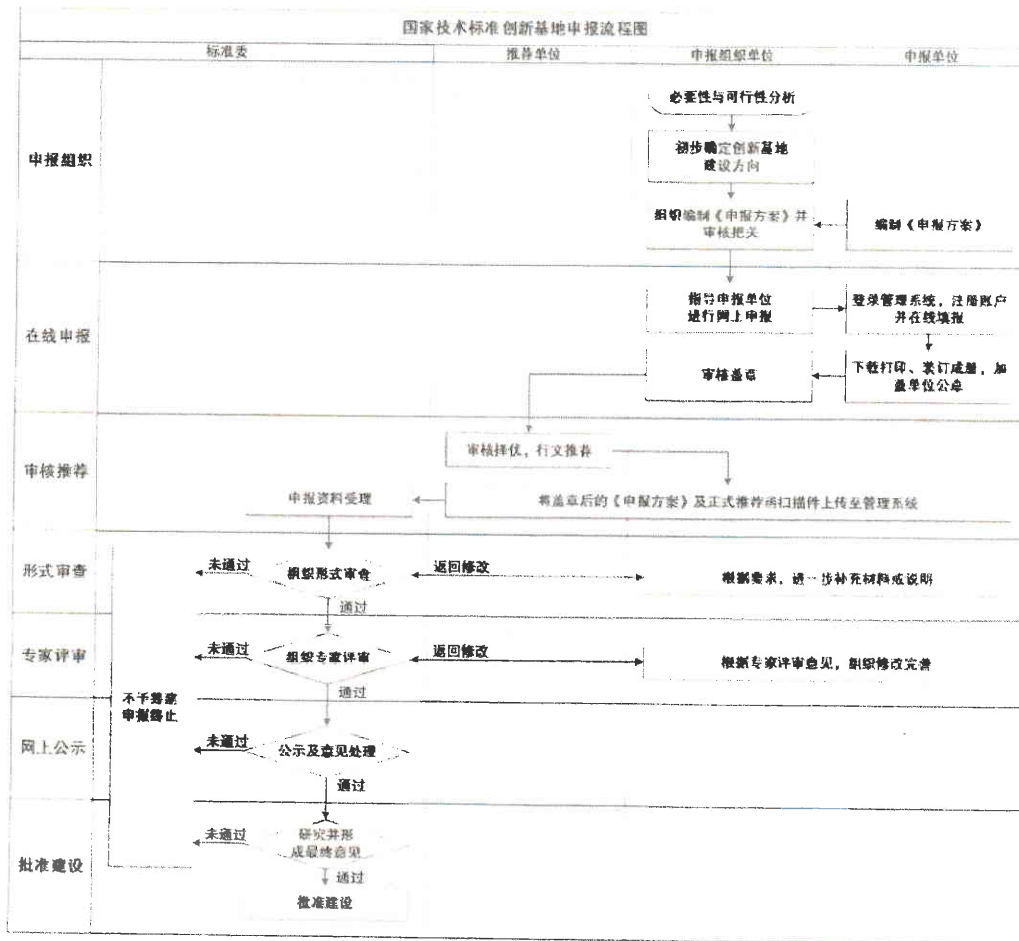 国家技术标准创新基地申报流程图
标准委
推荐单位
申报组织单位
申报单位
申报组织
必要性与可行性分析
初步确定创新基地
建设方向
组织编制《申报方案》并
审核把关
编制《申报方案》
在线申报
指导申报单位
进行网上申报
登录管理系统，注册账户
并在线填报
审核盖章
下载打印、装订成册，加
盖单位公章
审核推荐
审核择优，行文推荐
申报资料受理
将盖章后的《申报方案》及正式推荐函扫描件上传至管理系统
形式审查
未通过
组织形式审查
返回修改
根据要求，进一步补充材料或说明
通过
专家评审
未通过
组织专家评审
返回修改
根据专家评审意见，组织修改完善
通过
不予
申报终止
网上公示
未通过
公示及意见处理
通过
批准建设
未通过
研究并形
成最终意见
通过
批准建设